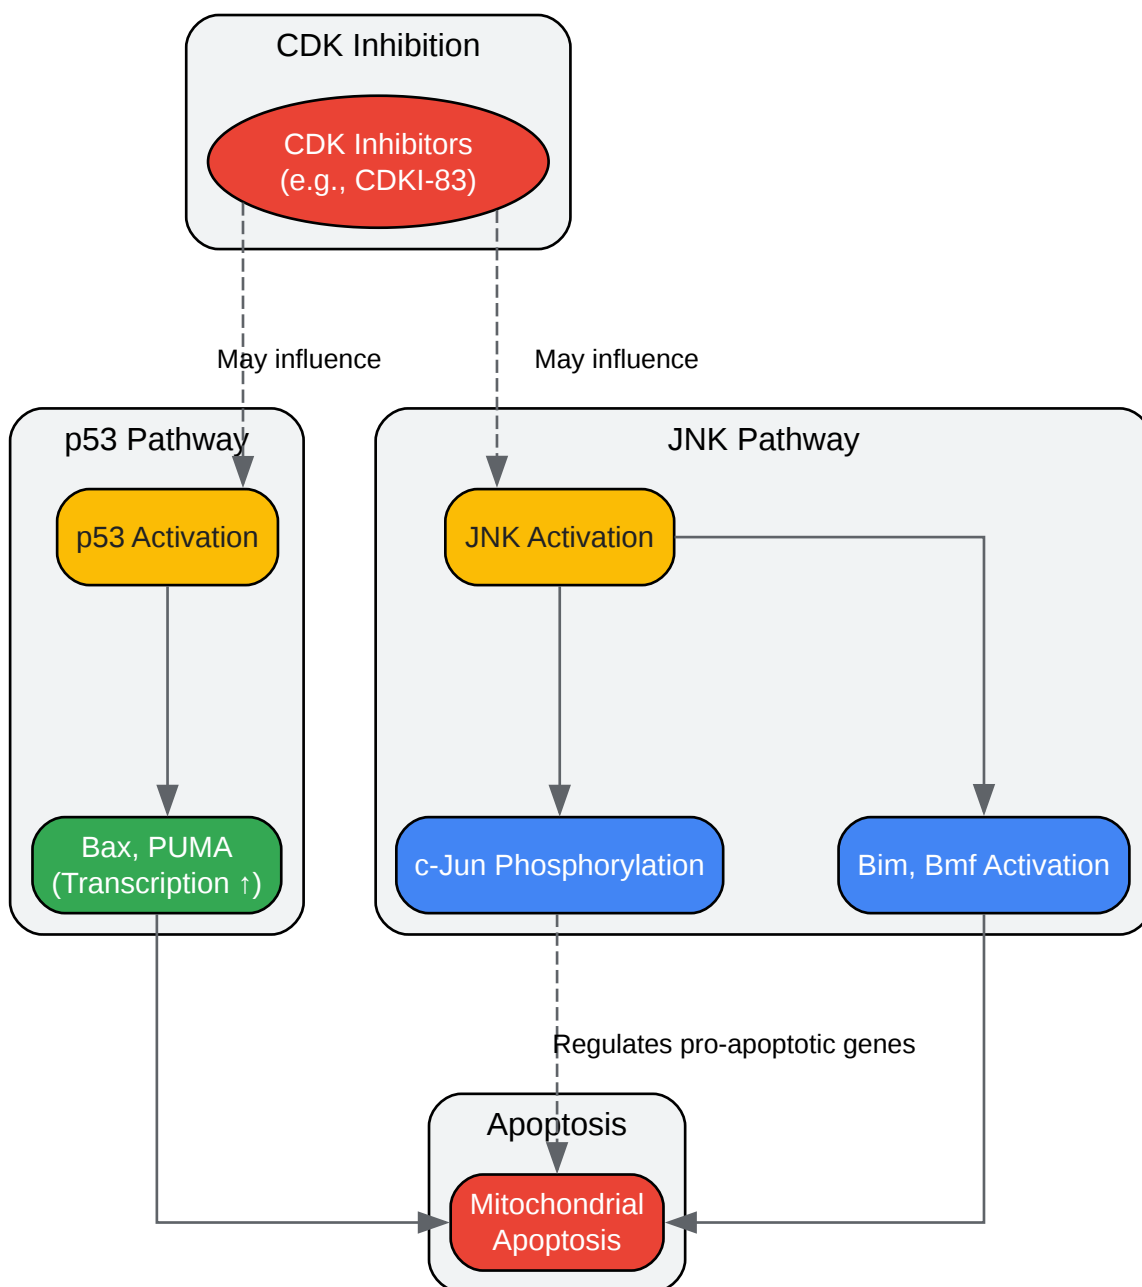 CDK Inhibition
CDK Inhibitors
(e.g., CDKI-83)
May influence
May influence
p53 Pathway
JNK Pathway
p53 Activation
JNK Activation
Bax, PUMA
(Transcription ↑)
c-Jun Phosphorylation
Bim, Bmf Activation
Regulates pro-apoptotic genes
Apoptosis
Mitochondrial
Apoptosis